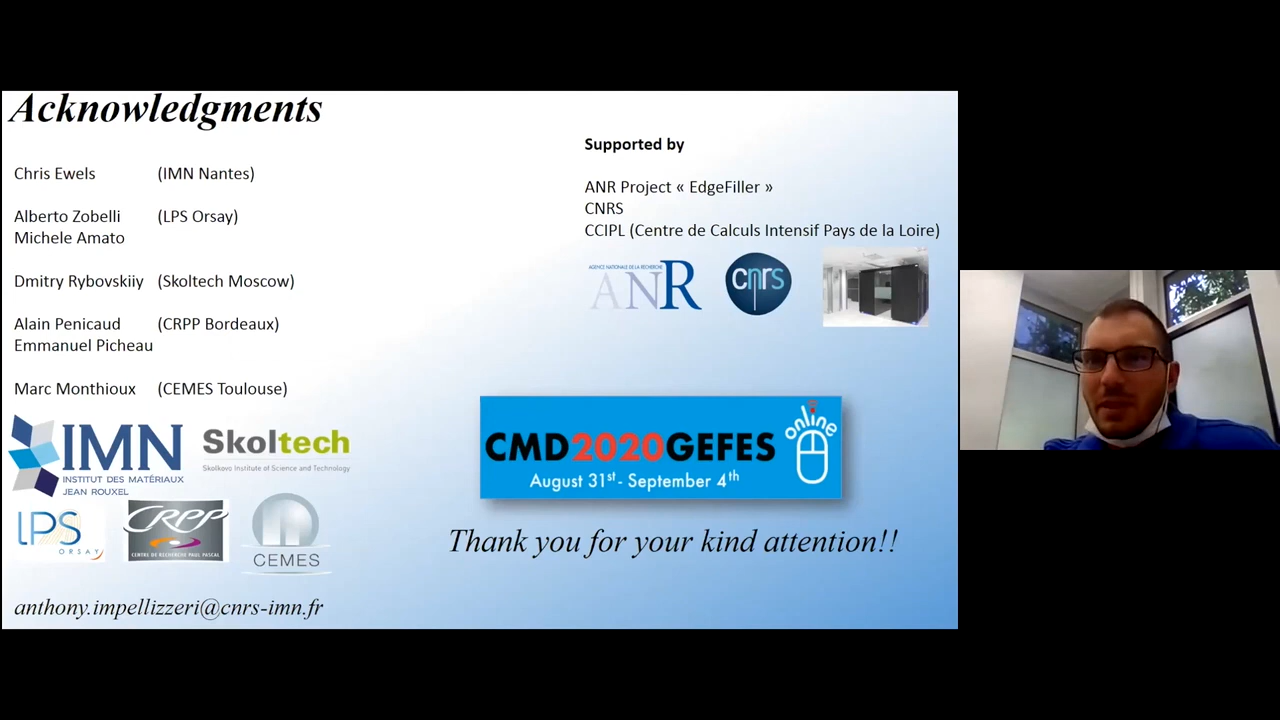 Acknowledgments
Chris Ewels (IMN Nantes)
Alberto Zobelli (LPS Orsay)
Michele Amato
Dmitry Rybovskiiy (Skoltech Moscow)
Alain Penicaud (CRPP Bordeaux)
Emmanuel Picheau
Marc Monthioux (CEMES Toulouse)
IMN
INSTITUT DES MATÉRIAUX
JEAN ROUXEL
Skoltech
Skolkovo Institute of Science and Technology
LPS
ORSAY
CRPP
CENTRE DE RECHERCHE PAUL PASCAL
CEMES
anthony.impellizzeri@cnrs-imn.fr
Supported by
ANR Project « EdgeFiller »
CNRS
CCIPL (Centre de Calculs Intensif Pays de la Loire)
AGENCE NATIONALE DE LA RECHERCHE
ANR
cnrs
CMD2020GEFES
online
August 31st - September 4th
Thank you for your kind attention!!